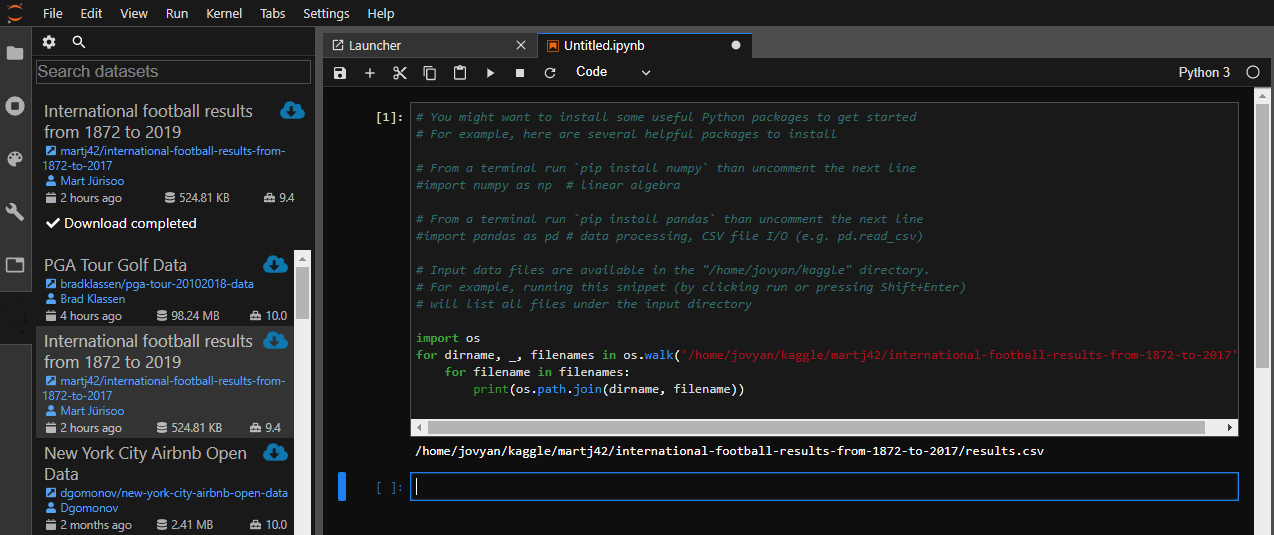 File Edit View Run Kernel Tabs Settings Help
Search datasets
International football results
from 1872 to 2019
martj42/international-football-results-from-
1872-to-2017
Mart Jürisoo
2 hours ago 524.81 KB 9.4
Download completed
PGA Tour Golf Data
bradklassen/pga-tour-20102018-data
Brad Klassen
4 hours ago 98.24 MB 10.0
International football results
from 1872 to 2019
martj42/international-football-results-from-
1872-to-2017
Mart Jürisoo
2 hours ago 524.81 KB 9.4
New York City Airbnb Open
Data
dgomonov/new-york-city-airbnb-open-data
Dgomonov
2 months ago 2.41 MB 10.0
Launcher Untitled.ipynb
Code Python 3
[1]:
# You might want to install some useful Python packages to get started
# For example, here are several helpful packages to install
# From a terminal run `pip install numpy` than uncomment the next line
#import numpy as np  # linear algebra
# From a terminal run `pip install pandas` than uncomment the next line
#import pandas as pd # data processing, CSV file I/O (e.g. pd.read_csv)
# Input data files are available in the "/home/jovyan/kaggle" directory.
# For example, running this snippet (by clicking run or pressing Shift+Enter)
# will list all files under the input directory
import os
for dirname, _, filenames in os.walk('/home/jovyan/kaggle/martj42/international-football-results-from-1872-to-2017'
    for filename in filenames:
        print(os.path.join(dirname, filename))
/home/jovyan/kaggle/martj42/international-football-results-from-1872-to-2017/results.csv
[ ]: